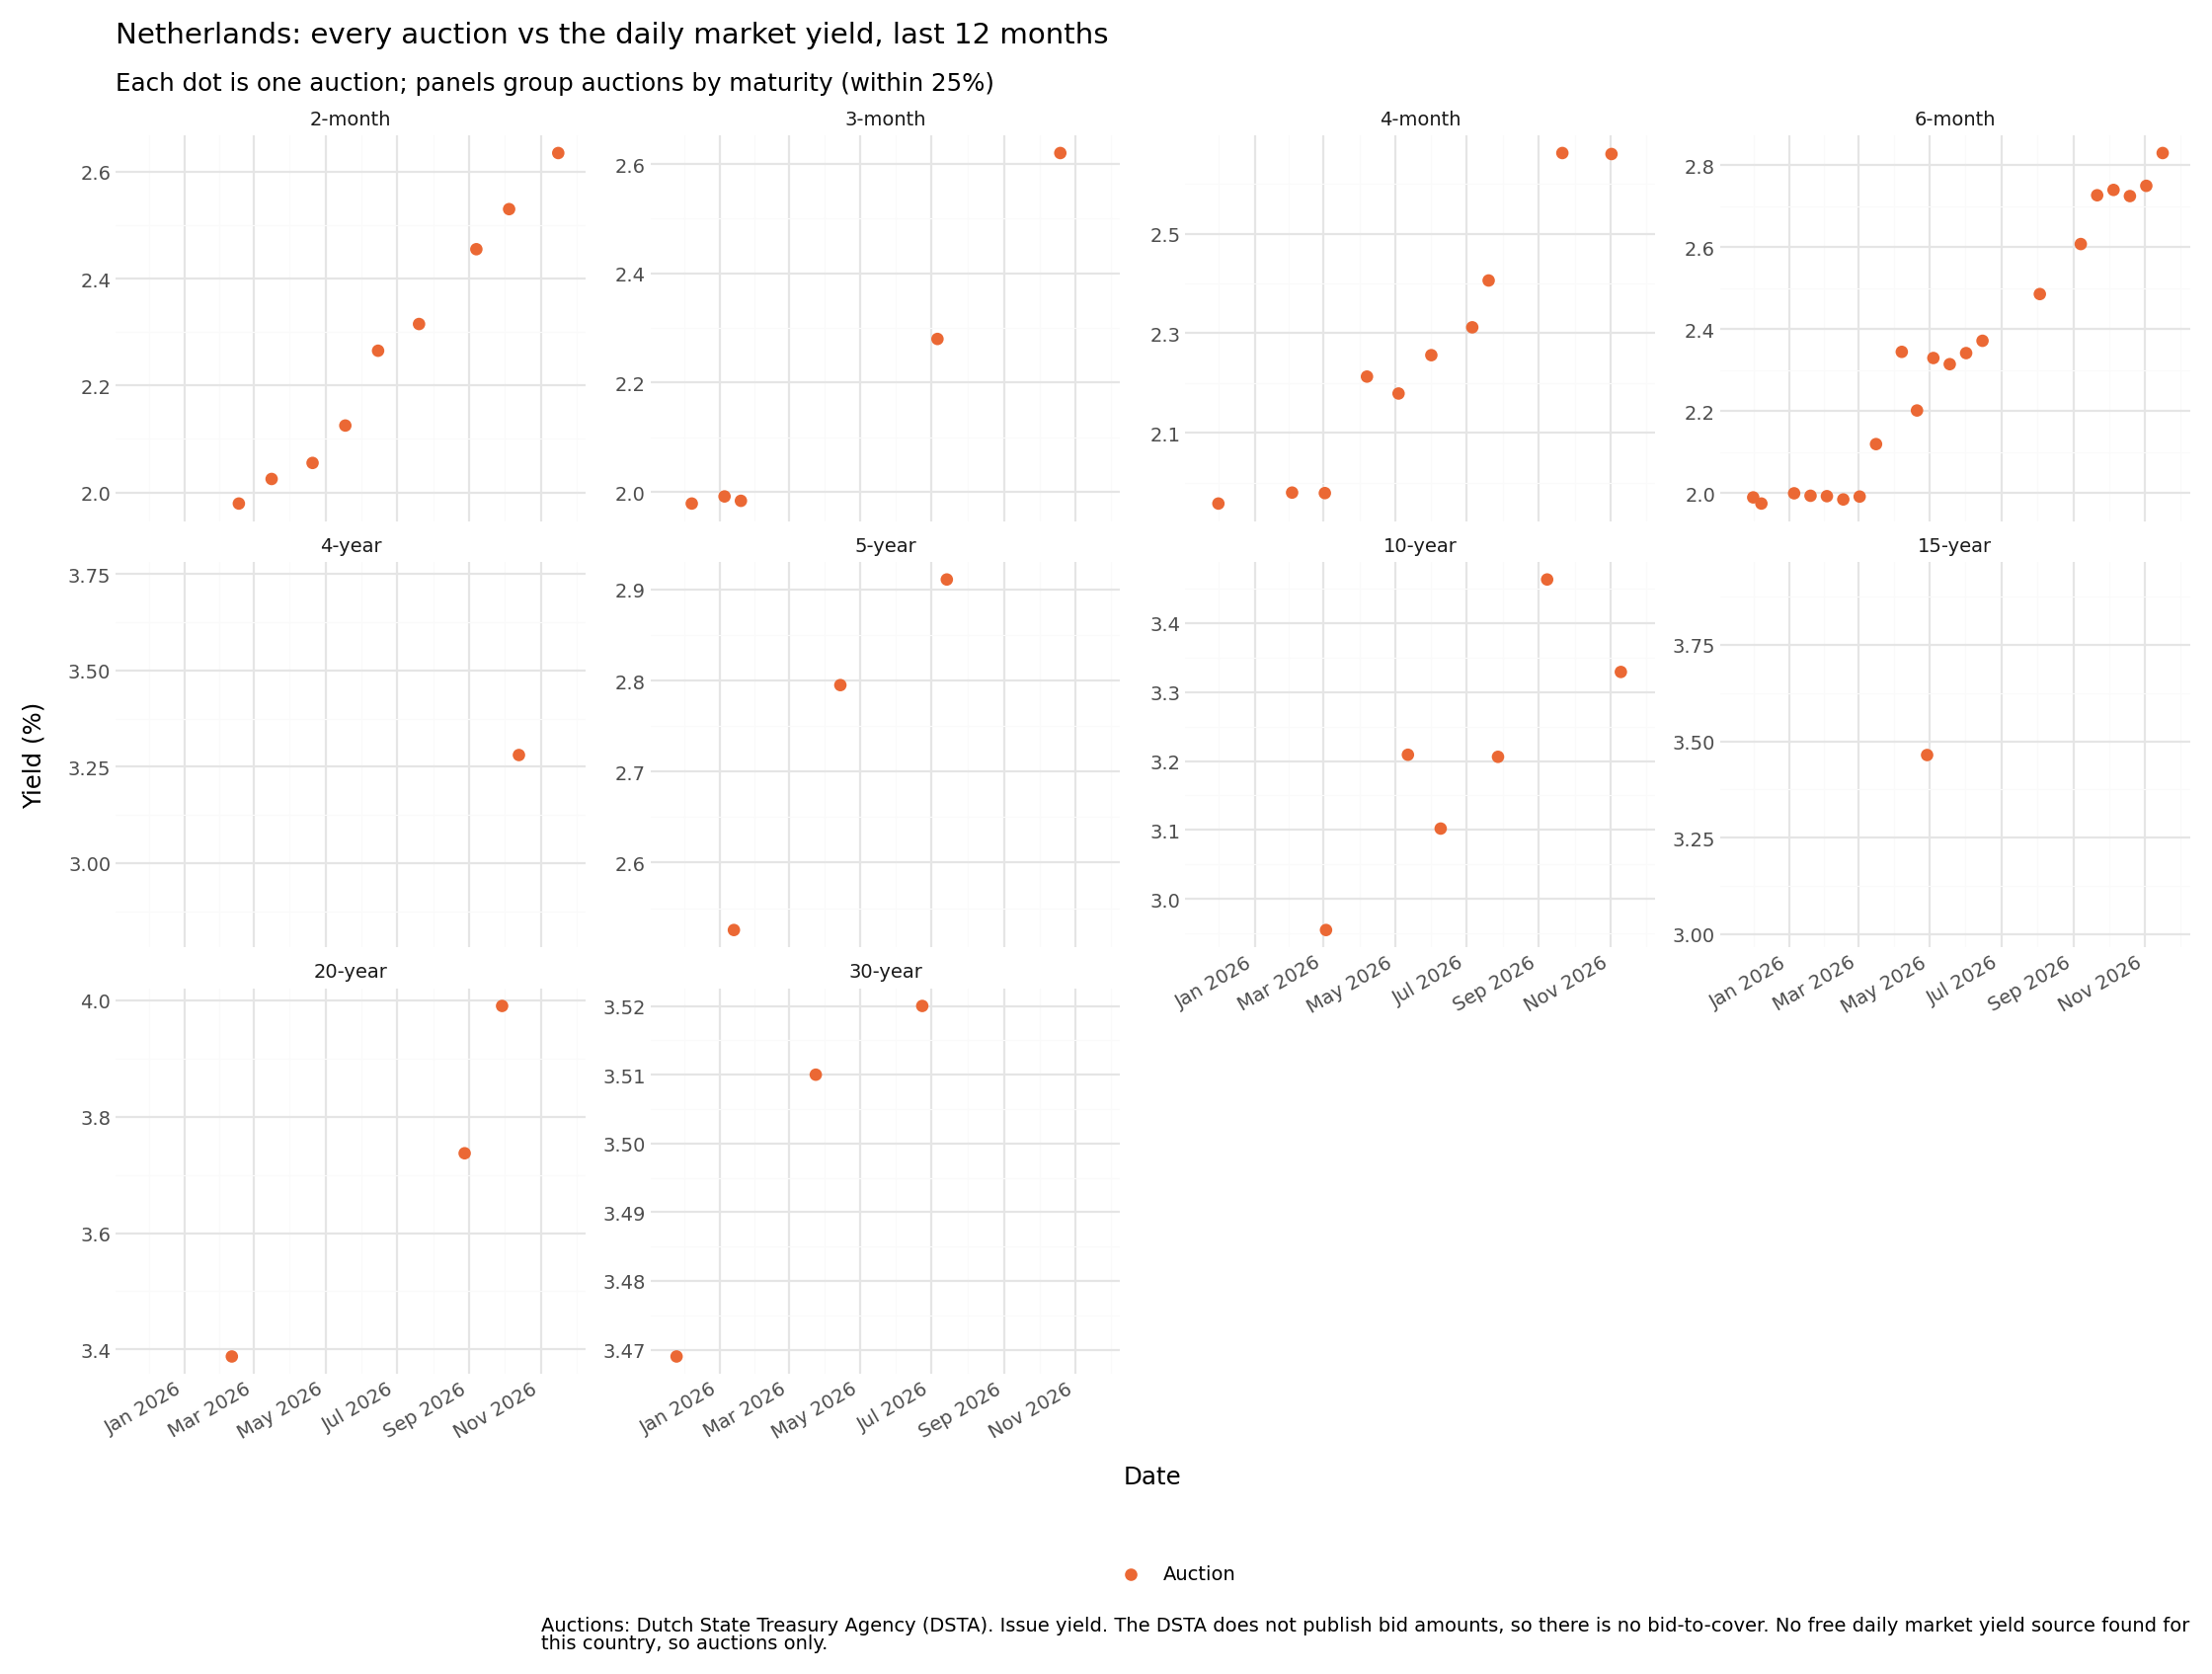 Netherlands: every auction vs the daily market yield, last 12 months
Each dot is one auction; panels group auctions by maturity (within 25%)
2-month
3-month
4-month
6-month
2.6
2.4
2.2
2.0
2.6
2.4
2.2
2.0
2.5
2.3
2.1
2.8
2.6
2.4
2.2
2.0
4-year
5-year
10-year
15-year
Yield (%)
3.75
3.50
3.25
3.00
2.9
2.8
2.7
2.6
3.4
3.3
3.2
3.1
3.0
3.75
3.50
3.25
3.00
Jan 2026
Mar 2026
May 2026
Jul 2026
Sep 2026
Nov 2026
Jan 2026
Mar 2026
May 2026
Jul 2026
Sep 2026
Nov 2026
20-year
30-year
4.0
3.8
3.6
3.4
3.52
3.51
3.50
3.49
3.48
3.47
Jan 2026
Mar 2026
May 2026
Jul 2026
Sep 2026
Nov 2026
Jan 2026
Mar 2026
May 2026
Jul 2026
Sep 2026
Nov 2026
Date
Auction
Auctions: Dutch State Treasury Agency (DSTA). Issue yield. The DSTA does not publish bid amounts, so there is no bid-to-cover. No free daily market yield source found for
this country, so auctions only.